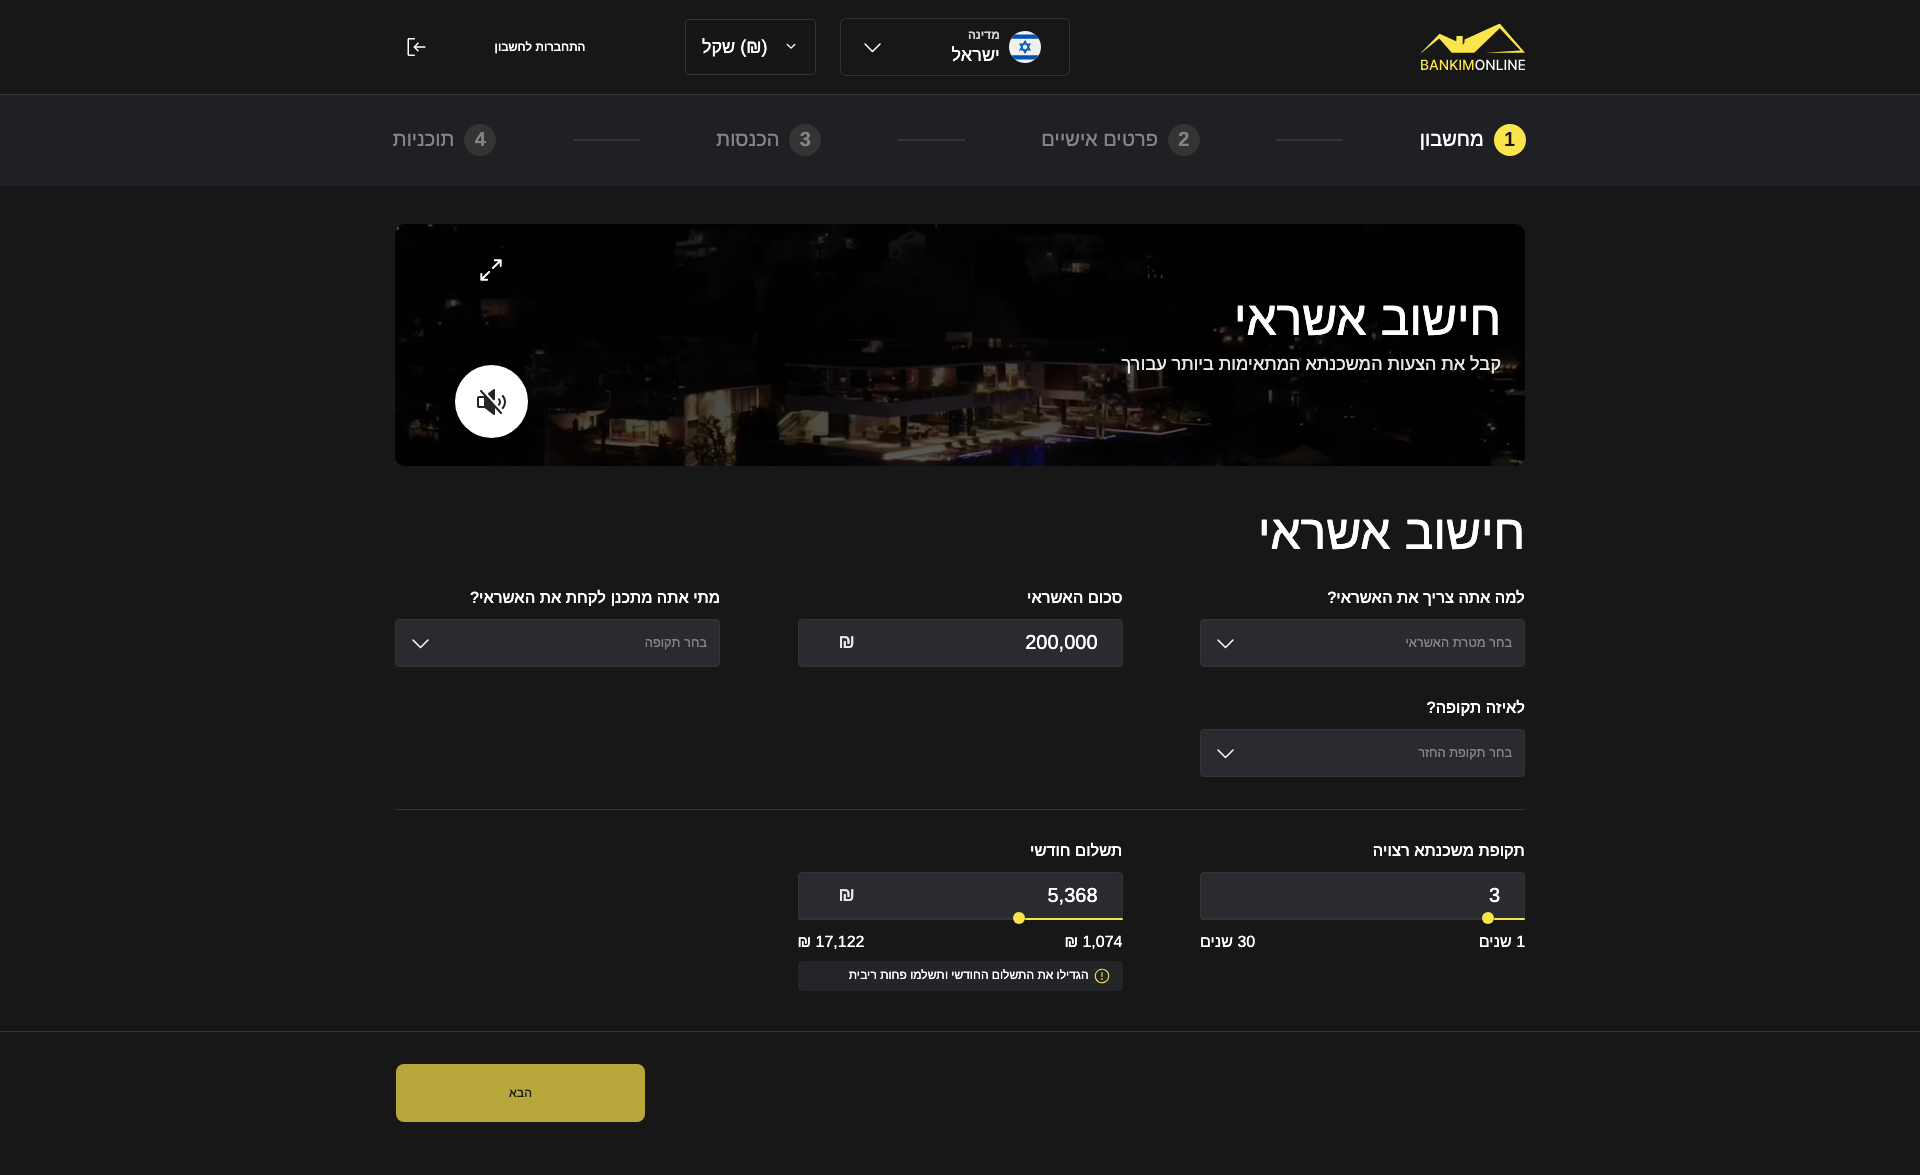 BANKIMONLINE
מדינה
ישראל
(₪) שקל
התחברות לחשבון
1 מחשבון
2 פרטים אישיים
3 הכנסות
4 תוכניות
חישוב אשראי
קבל את הצעות המשכנתא המתאימות ביותר עבורך
חישוב אשראי
למה אתה צריך את האשראי?
בחר מטרת האשראי
סכום האשראי
200,000 ₪
מתי אתה מתכנן לקחת את האשראי?
בחר תקופה
לאיזה תקופה?
בחר תקופת החזר
תקופת משכנתא רצויה
3
1 שנים
30 שנים
תשלום חודשי
5,368 ₪
1,074 ₪
17,122 ₪
הגדילו את התשלום החודשי ותשלמו פחות ריבית
הבא